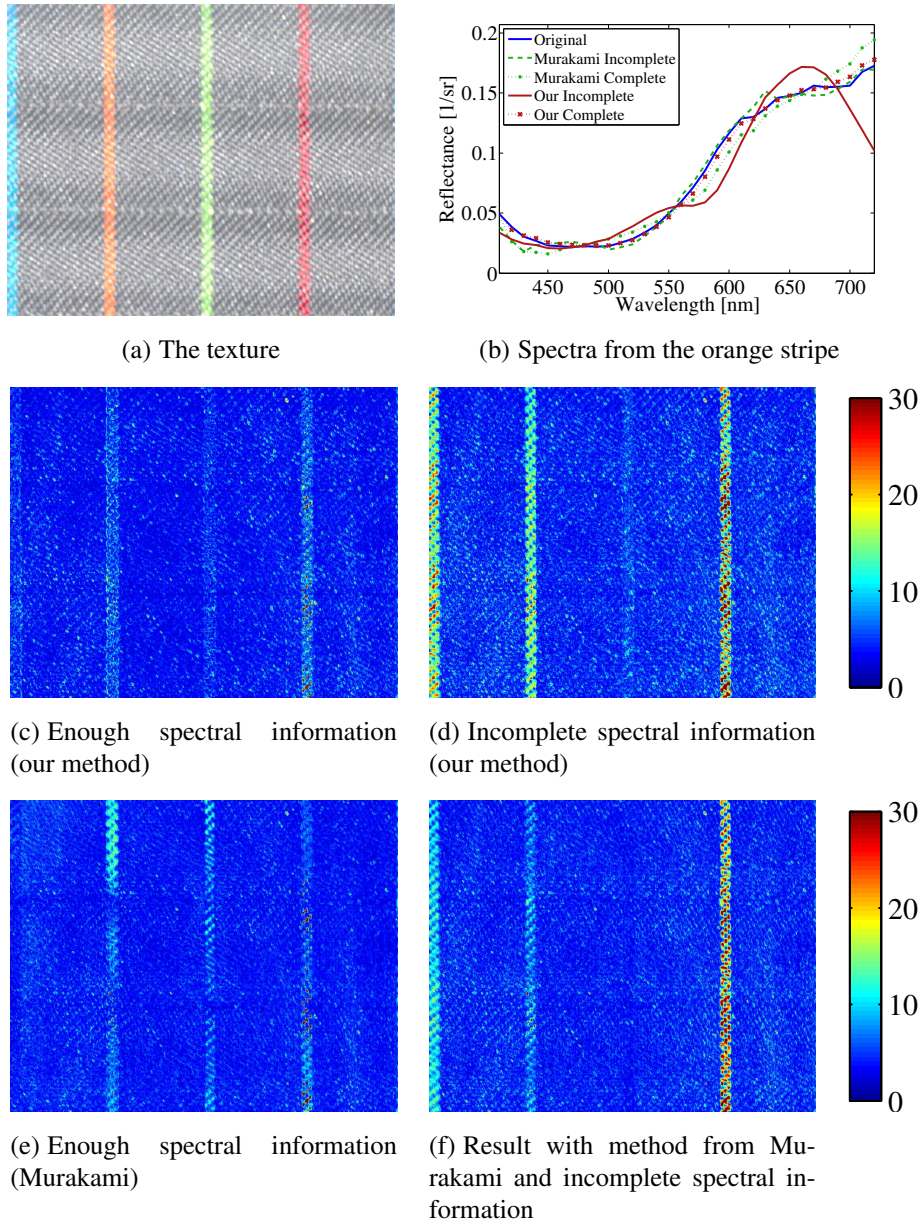 0.2
0.15
0.1
0.05
0
Reflectance [1/sr]
Original
Murakami Incomplete
Murakami Complete
Our Incomplete
Our Complete
450 500 550 600 650 700
Wavelength [nm]
(a) The texture
(b) Spectra from the orange stripe
30
20
10
0
(c) Enough spectral information
(our method)
(d) Incomplete spectral information
(our method)
30
20
10
0
(e) Enough spectral information
(Murakami)
(f) Result with method from Mu-
rakami and incomplete spectral in-
formation